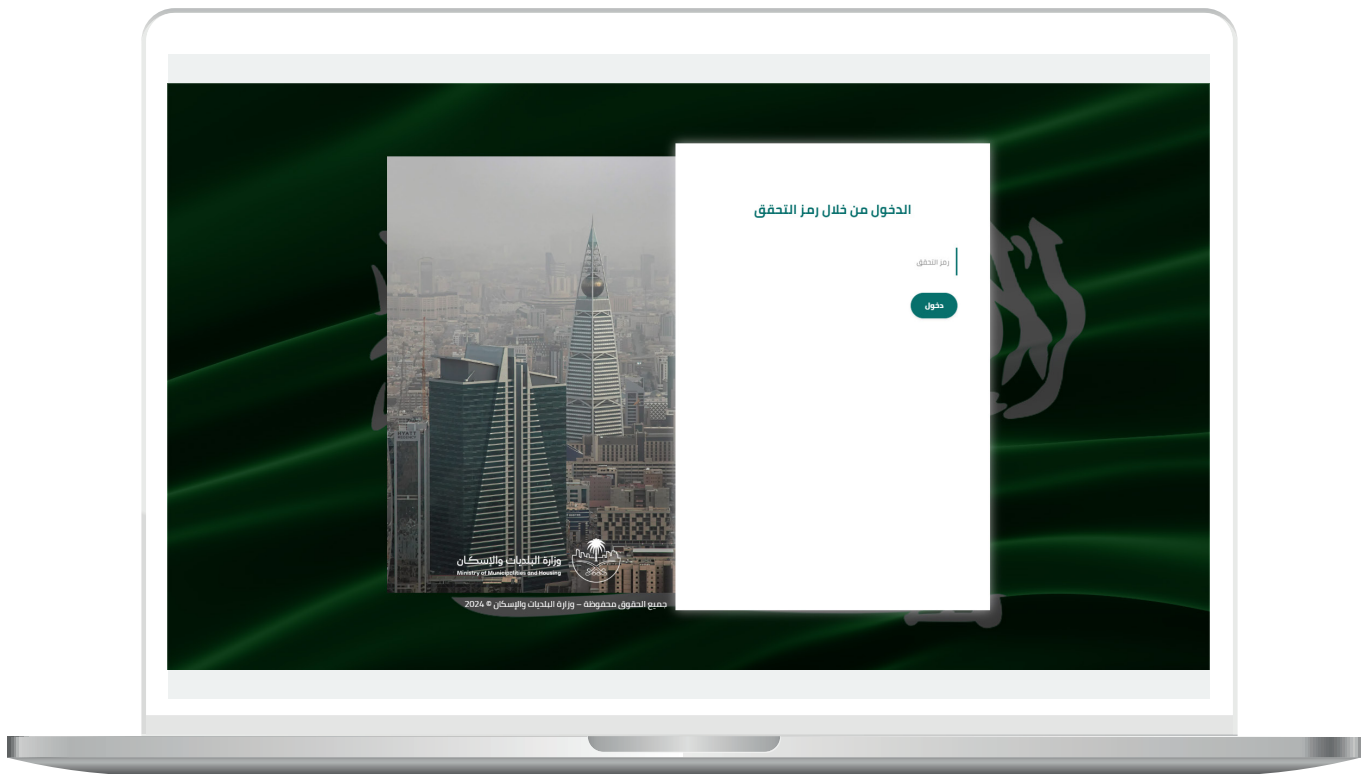 الدخول من خلال رمز التحقق
رمز التحقق
دخول
وزارة البلديات والإسكان
Ministry of Municipalities and Housing
جميع الحقوق محفوظة – وزارة البلديات والإسكان © 2024